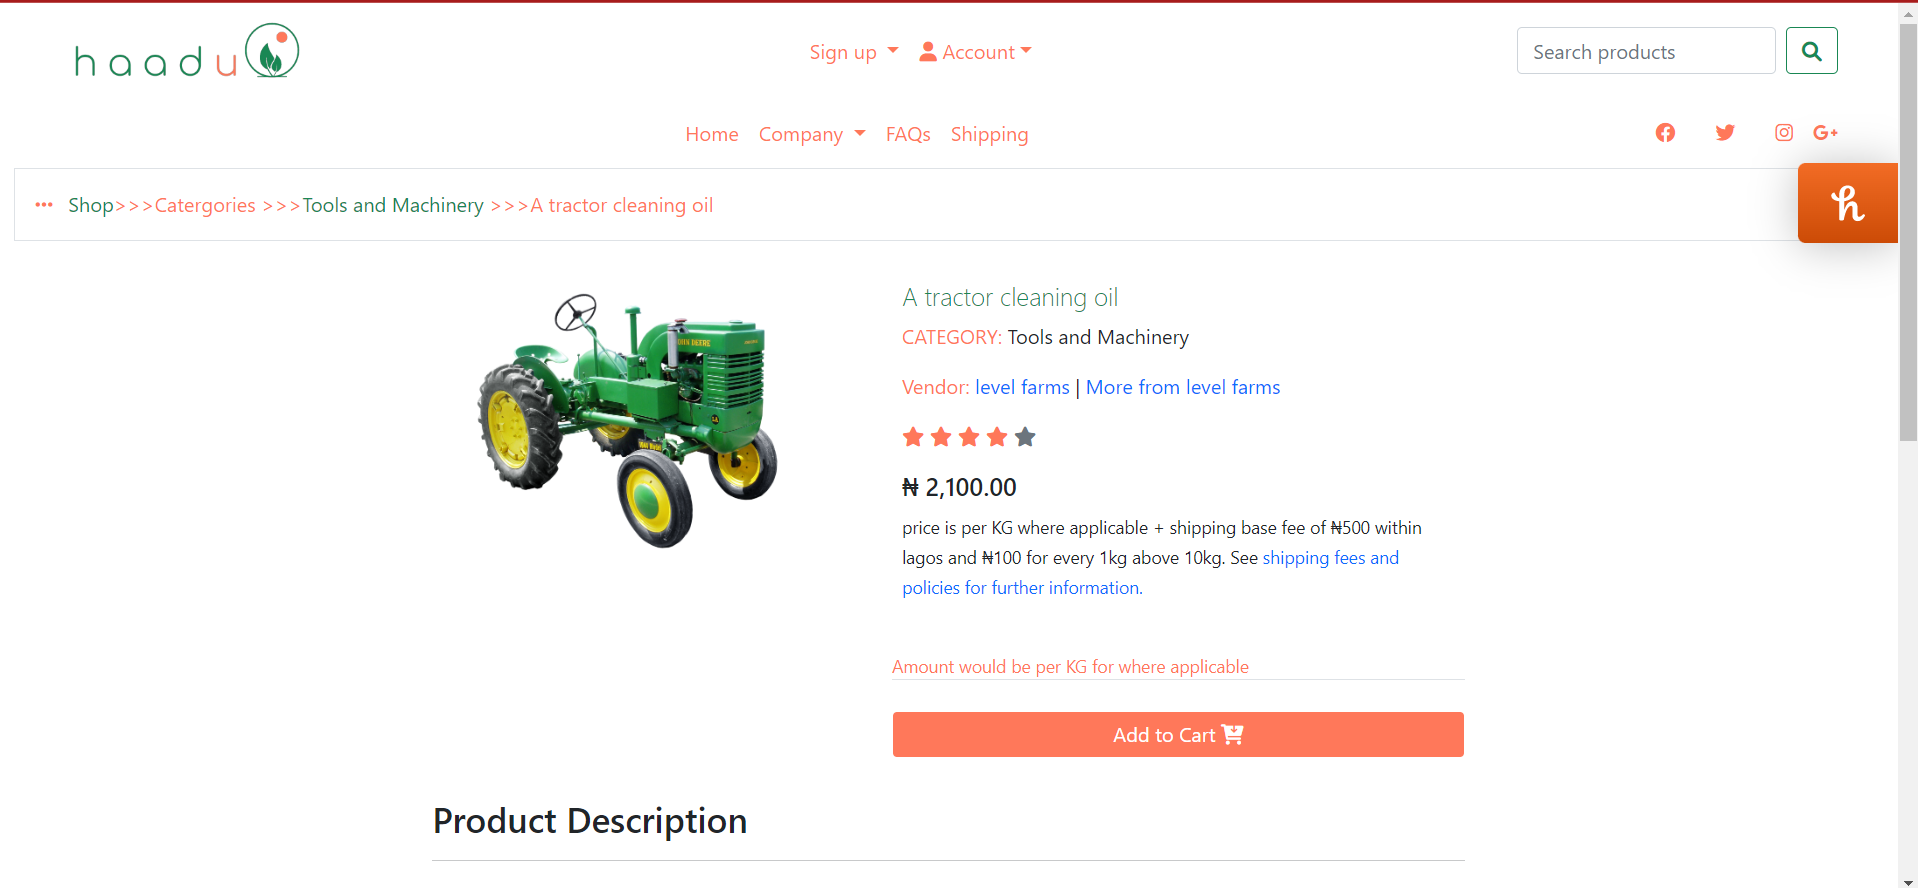 haadu
Sign up
Account
Search products
Home
Company
FAQs
Shipping
G+
Shop>>>Catergories >>>Tools and Machinery >>>A tractor cleaning oil
h
A tractor cleaning oil
CATEGORY: Tools and Machinery
Vendor: level farms | More from level farms
₦ 2,100.00
price is per KG where applicable + shipping base fee of ₦500 within
lagos and ₦100 for every 1kg above 10kg. See shipping fees and
policies for further information.
JOHN DEERE
Amount would be per KG for where applicable
Add to Cart
Product Description